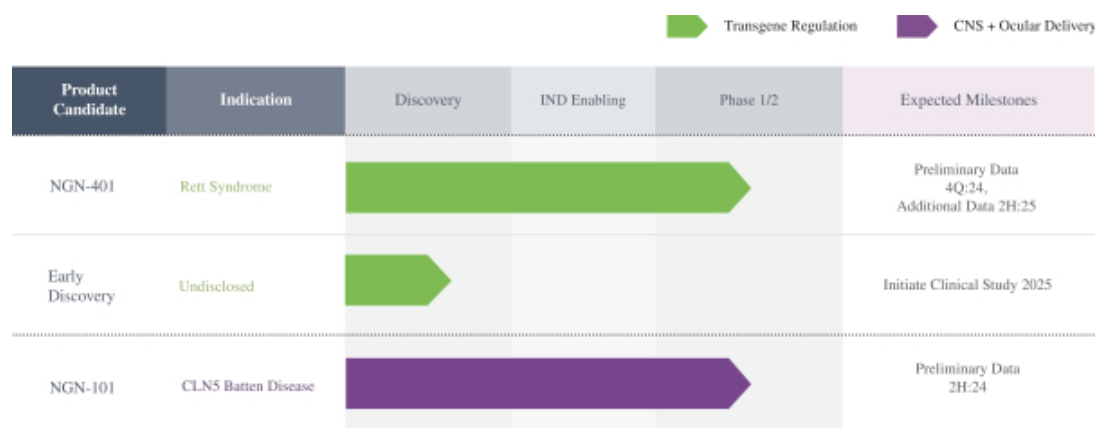 Transgene Regulation
CNS + Ocular Delivery
Product
Candidate
Indication
Discovery
IND Enabling
Phase 1/2
Expected Milestones
NGN-401
Rett Syndrome
Preliminary Data
4Q:24,
Additional Data 2H:25
Early
Discovery
Undisclosed
Initiate Clinical Study 2025
NGN-101
CLN5 Batten Disease
Preliminary Data
2H:24